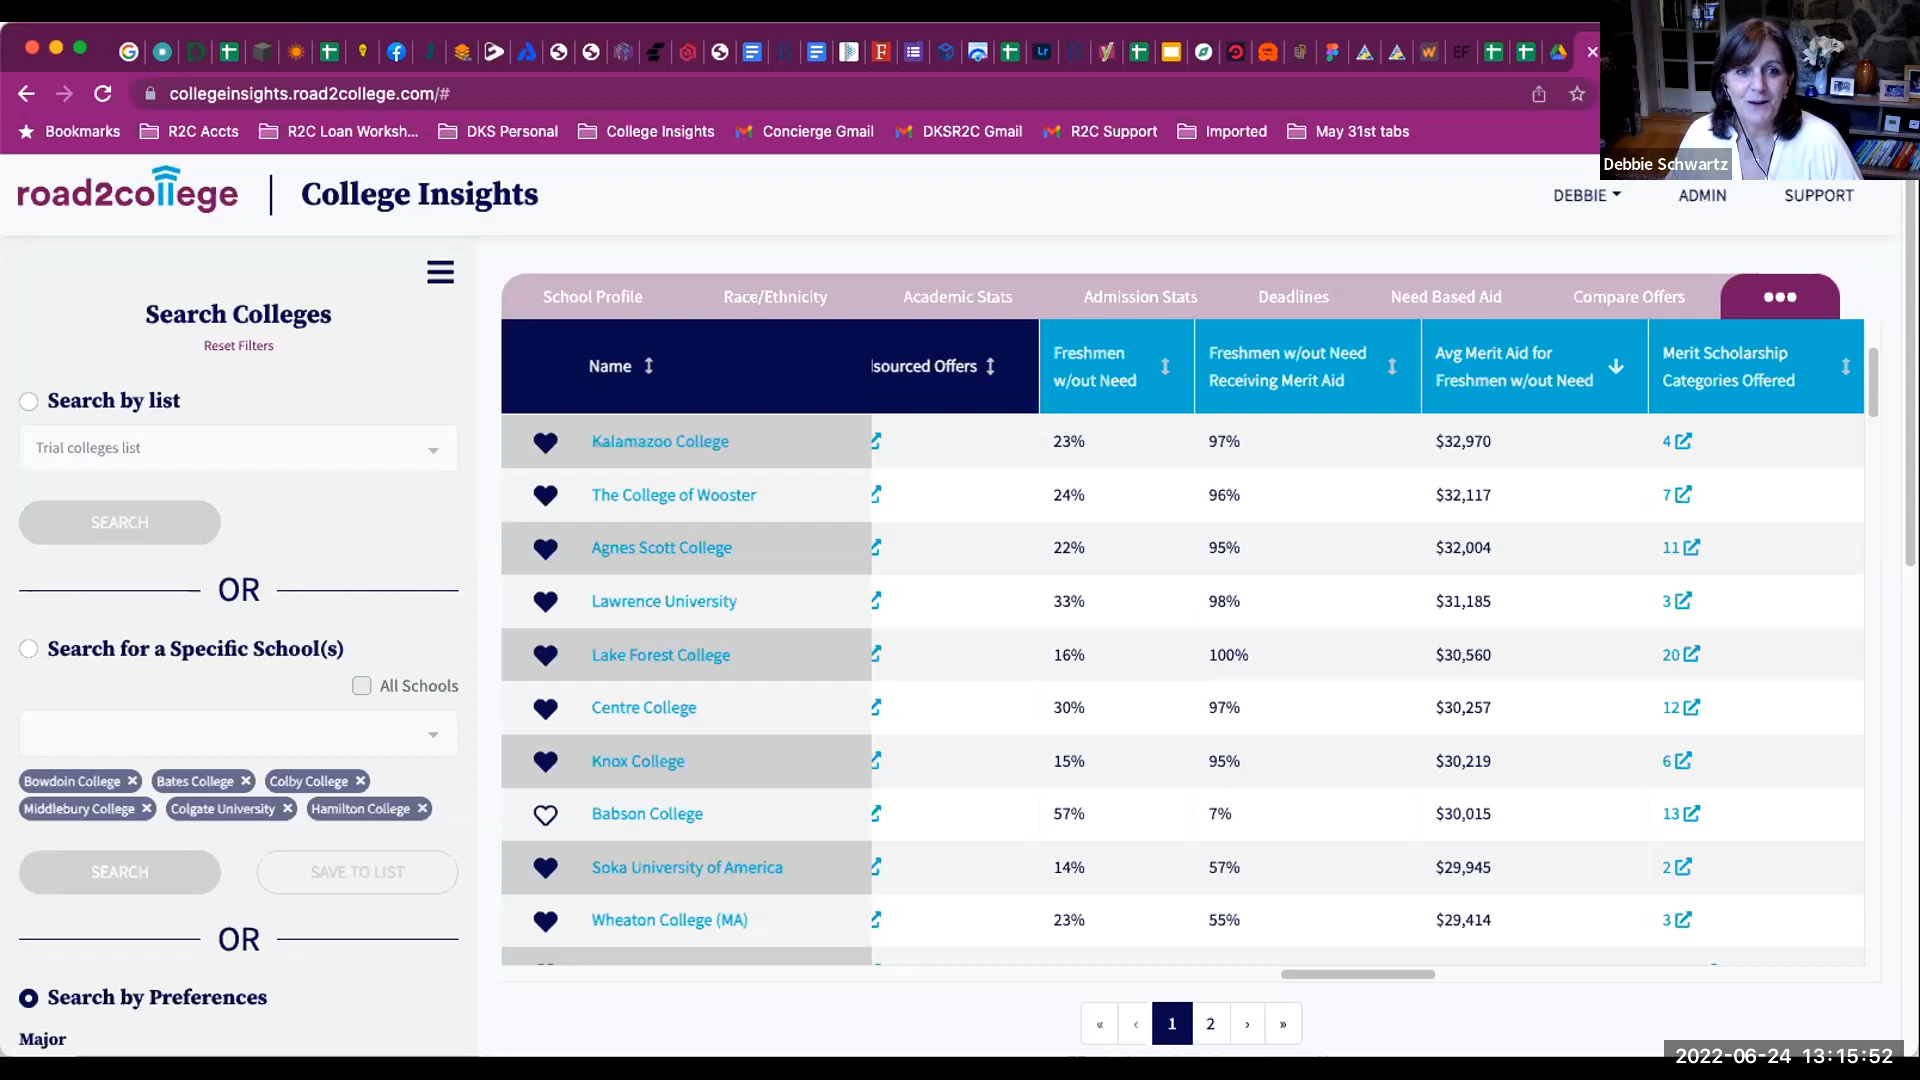 collegeinsights.road2college.com/#
Bookmarks R2C Accts R2C Loan Worksh... DKS Personal College Insights Concierge Gmail DKSR2C Gmail R2C Support Imported May 31st tabs
Debbie Schwartz
road2college | College Insights
DEBBIE ADMIN SUPPORT
Search Colleges
Reset Filters
Search by list
Trial colleges list
SEARCH
OR
Search for a Specific School(s)
All Schools
Bowdoin College × Bates College × Colby College ×
Middlebury College × Colgate University × Hamilton College ×
SEARCH SAVE TO LIST
OR
Search by Preferences
Major
School Profile Race/Ethnicity Academic Stats Admission Stats Deadlines Need Based Aid Compare Offers •••
Name
lsourced Offers
Freshmen
w/out Need
Freshmen w/out Need
Receiving Merit Aid
Avg Merit Aid for
Freshmen w/out Need
Merit Scholarship
Categories Offered
Kalamazoo College 23% 97% $32,970 4
The College of Wooster 24% 96% $32,117 7
Agnes Scott College 22% 95% $32,004 11
Lawrence University 33% 98% $31,185 3
Lake Forest College 16% 100% $30,560 20
Centre College 30% 97% $30,257 12
Knox College 15% 95% $30,219 6
Babson College 57% 7% $30,015 13
Soka University of America 14% 57% $29,945 2
Wheaton College (MA) 23% 55% $29,414 3
« ‹ 1 2 › »
2022-06-24 13:15:52